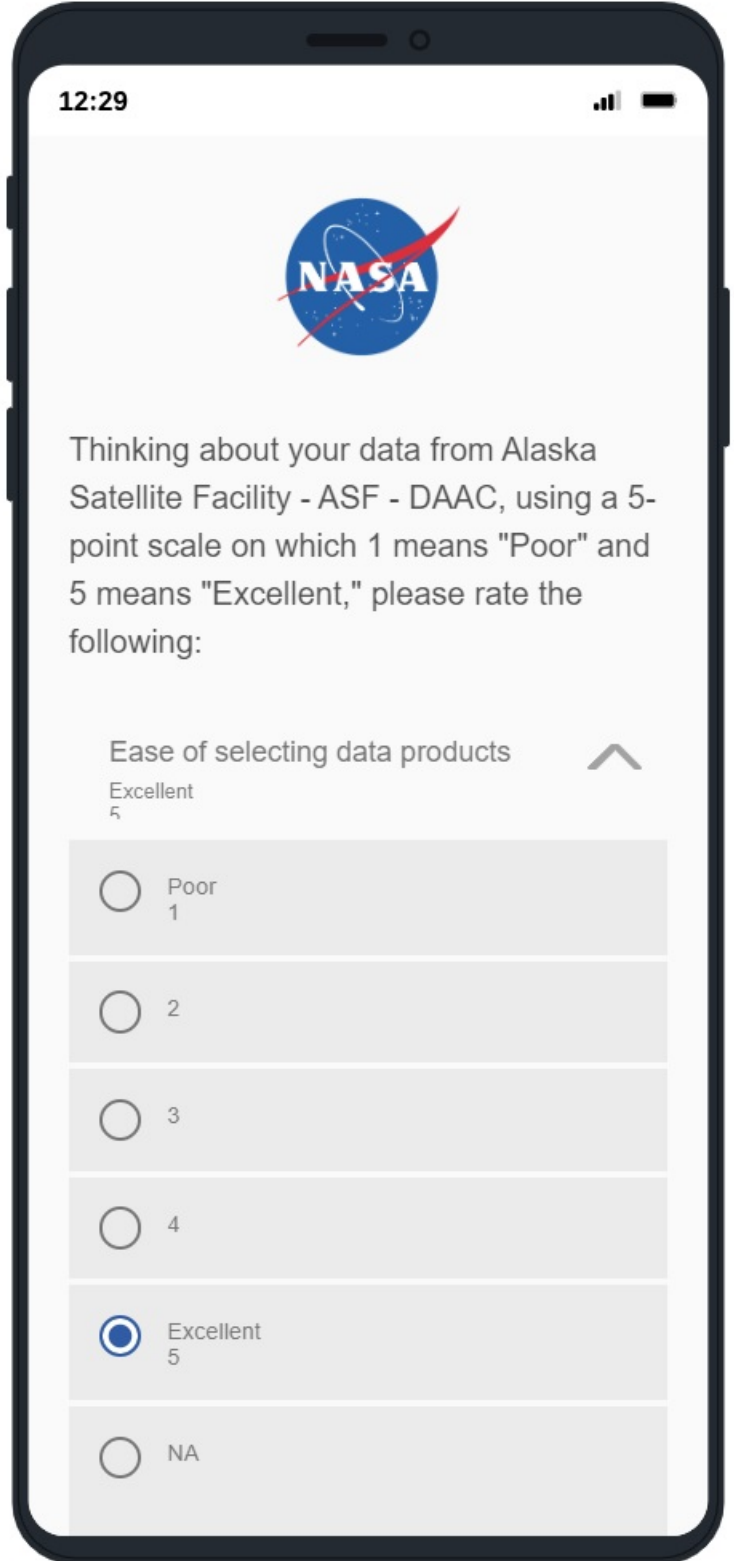 12:29
NASA
Thinking about your data from Alaska
Satellite Facility - ASF - DAAC, using a 5-
point scale on which 1 means "Poor" and
5 means "Excellent," please rate the
following:
Ease of selecting data products
Excellent
5
Poor
1
2
3
4
Excellent
5
NA